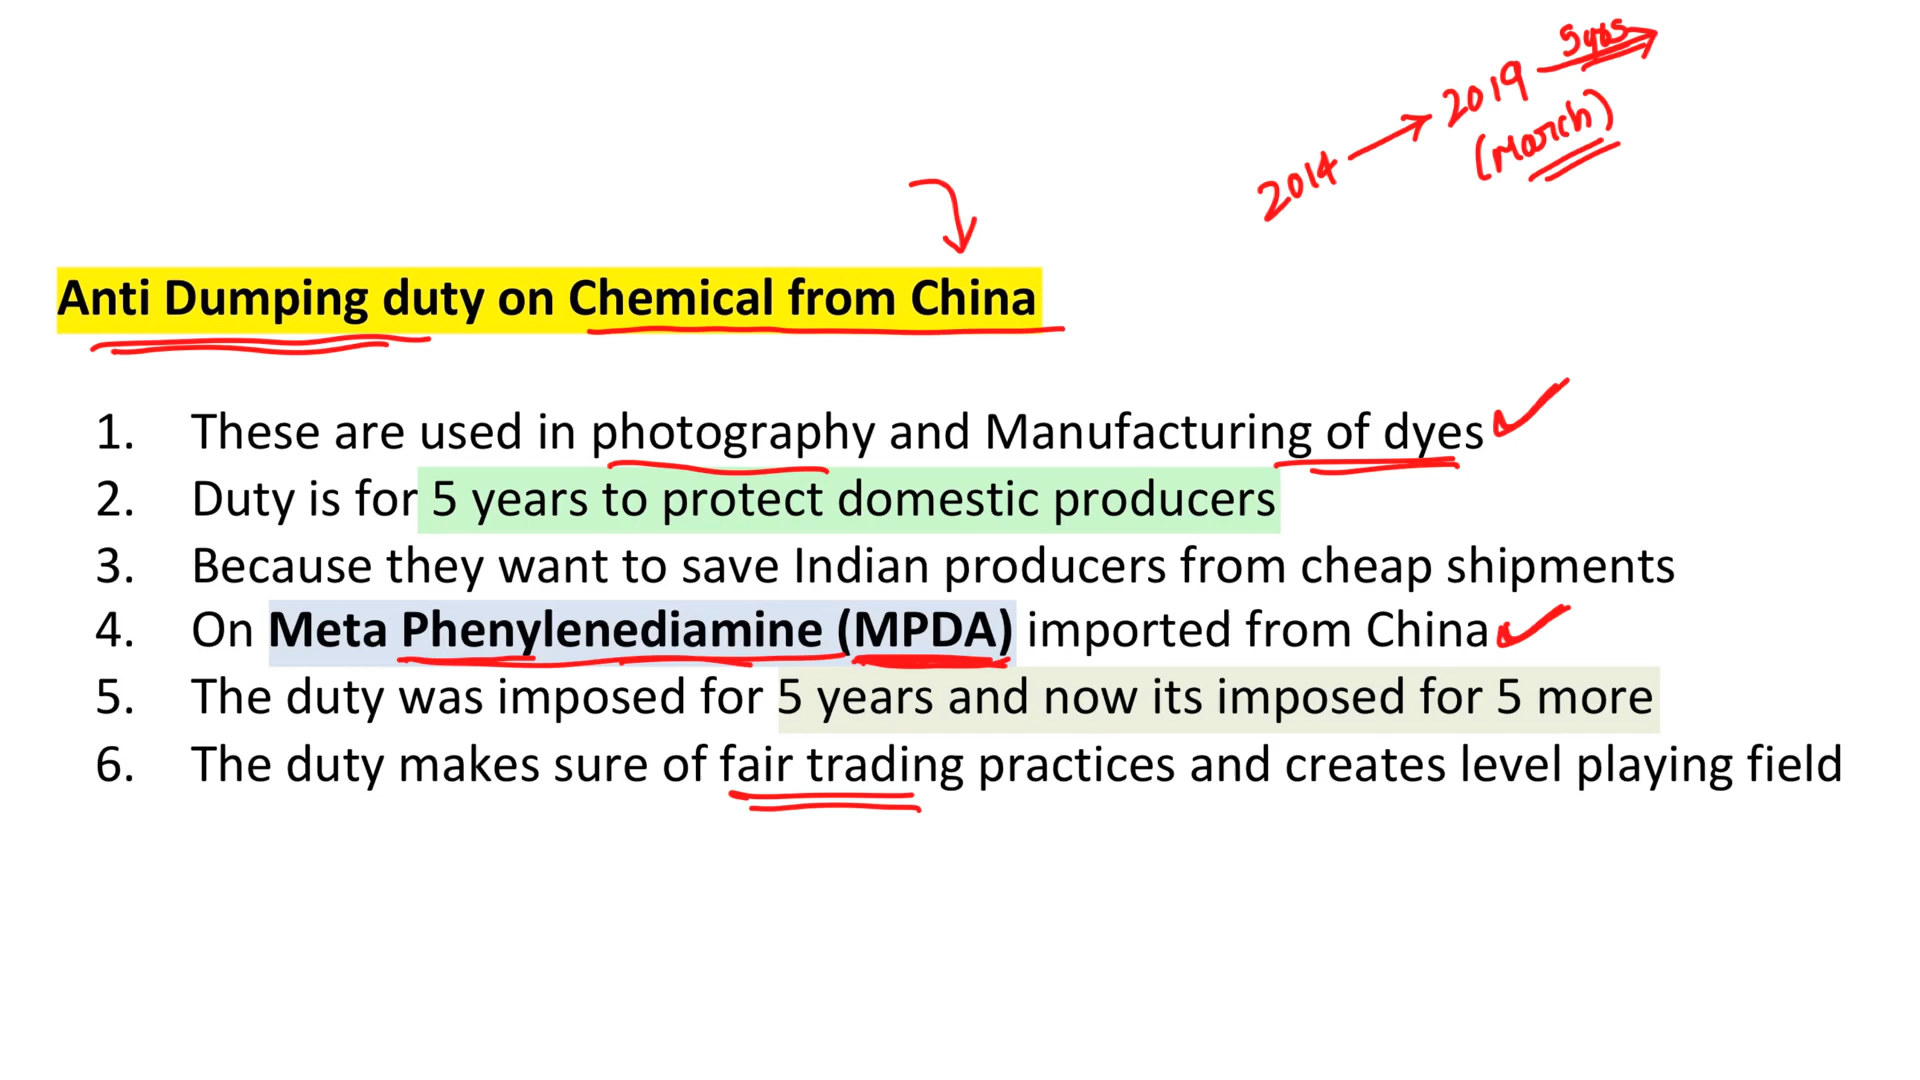 5yrs
2014 → 2019
(March)
Anti Dumping duty on Chemical from China
1. These are used in photography and Manufacturing of dyes
2. Duty is for 5 years to protect domestic producers
3. Because they want to save Indian producers from cheap shipments
4. On Meta Phenylenediamine (MPDA) imported from China
5. The duty was imposed for 5 years and now its imposed for 5 more
6. The duty makes sure of fair trading practices and creates level playing field